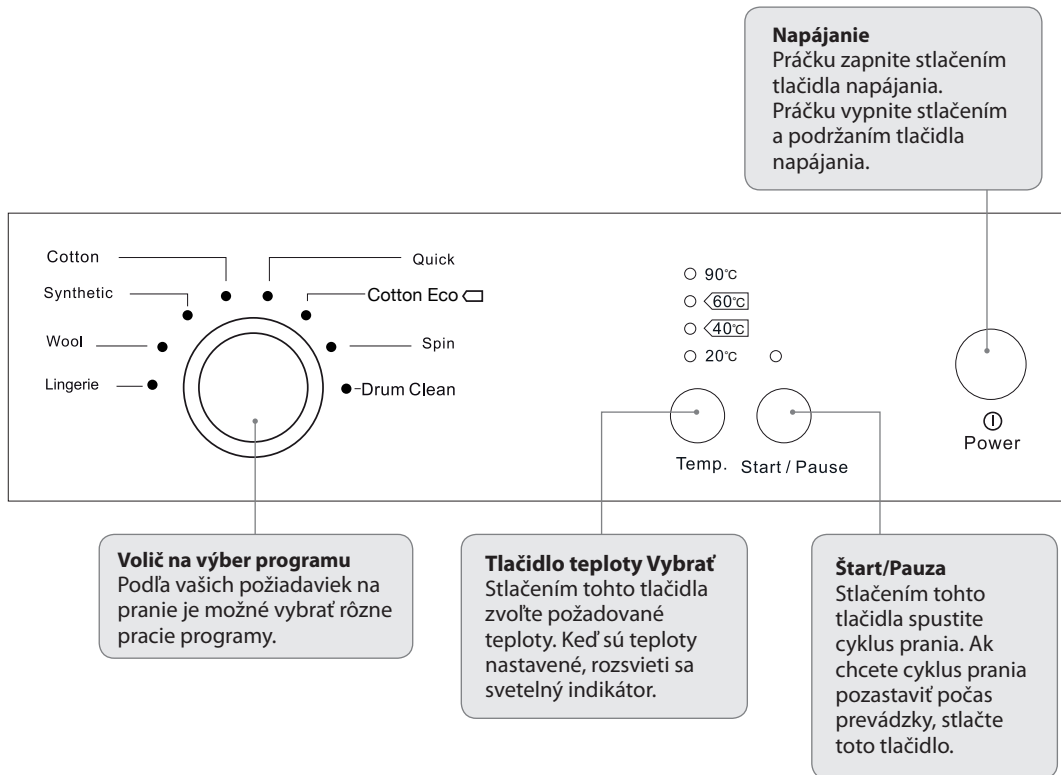 Napájanie
Práčku zapnite stlačením
tlačidla napájania.
Práčku vypnite stlačením
a podržaním tlačidla
napájania.
Cotton
Synthetic
Wool
Lingerie
Quick
Cotton Eco
Spin
Drum Clean
90°C
60°C
40°C
20°C
Temp.
Start / Pause
Power
Volič na výber programu
Podľa vašich požiadaviek na
pranie je možné vybrať rôzne
pracie programy.
Tlačidlo teploty Vybrať
Stlačením tohto tlačidla
zvoľte požadované
teploty. Keď sú teploty
nastavené, rozsvieti sa
svetelný indikátor.
Štart/Pauza
Stlačením tohto
tlačidla spustite
cyklus prania. Ak
chcete cyklus prania
pozastaviť počas
prevádzky, stlačte
toto tlačidlo.